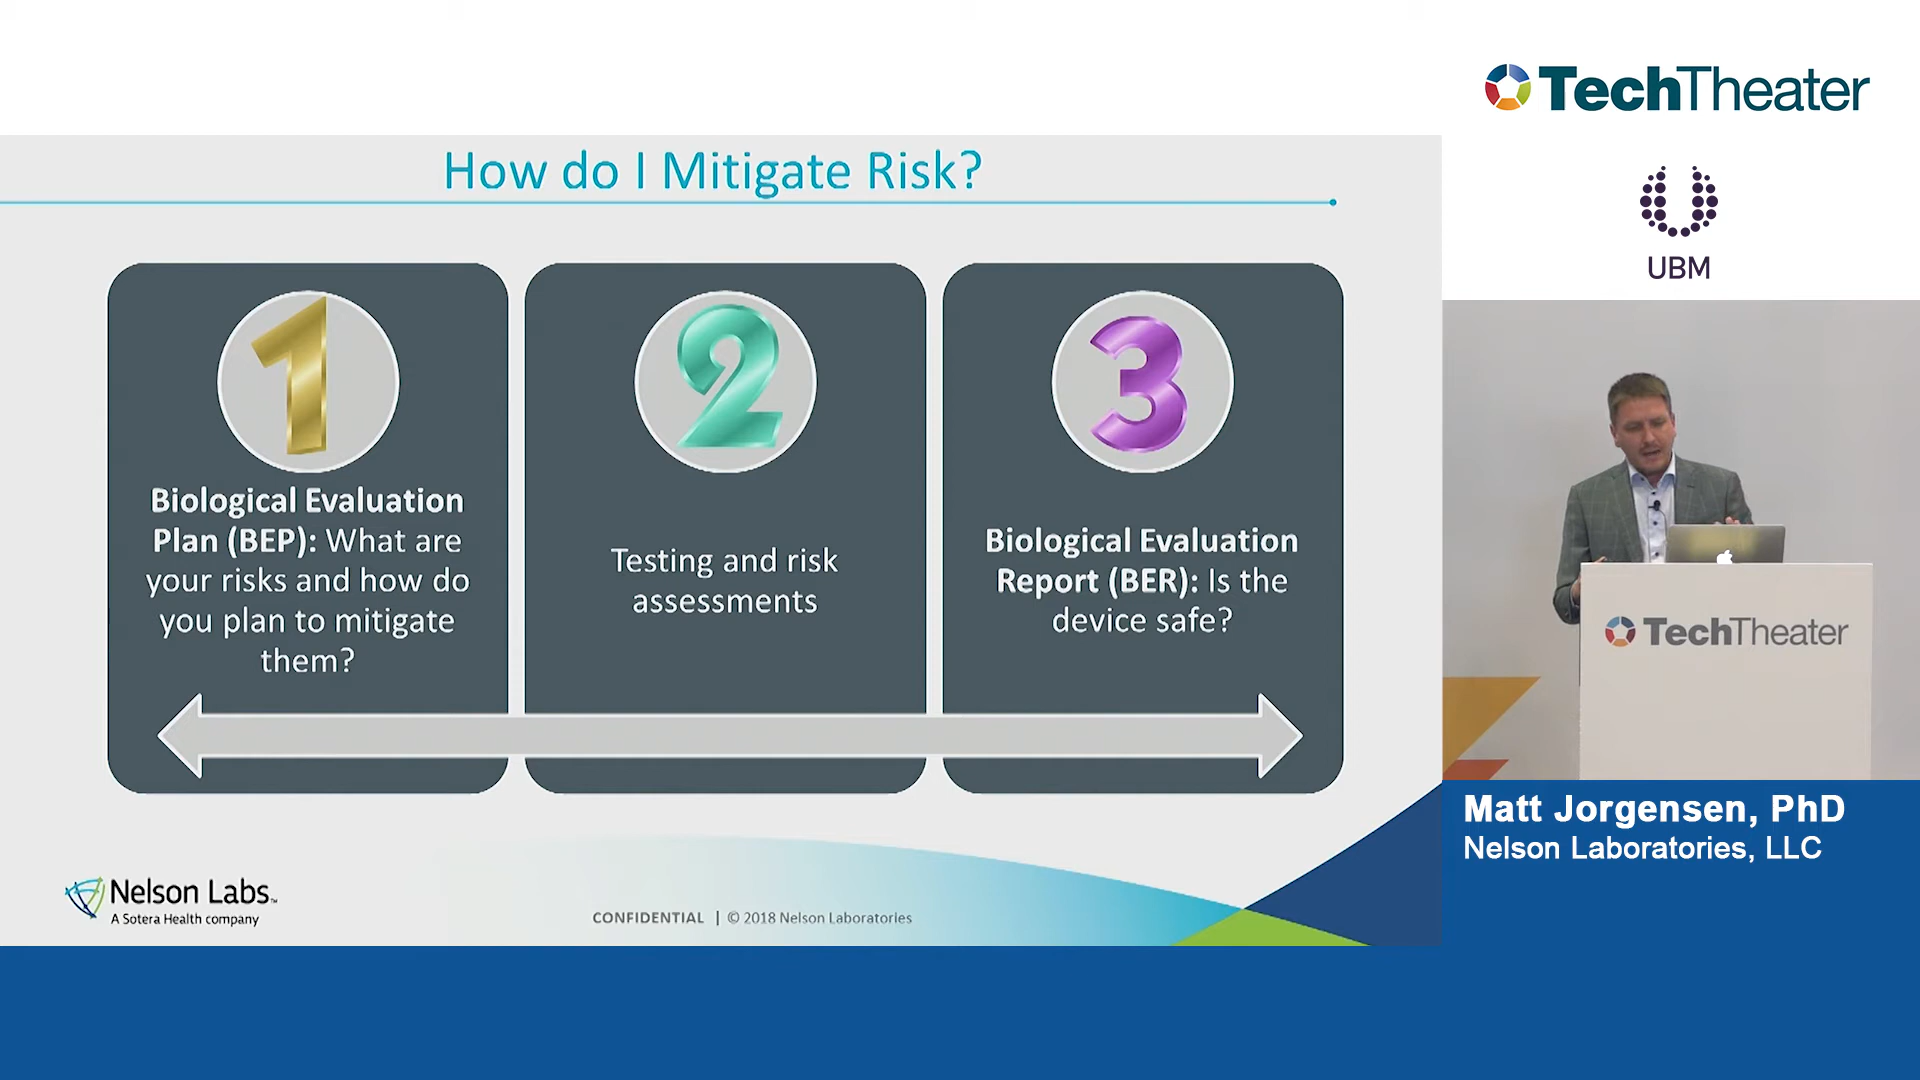 TechTheater
UBM
How do I Mitigate Risk?
1
Biological Evaluation
Plan (BEP): What are
your risks and how do
you plan to mitigate
them?
2
Testing and risk
assessments
3
Biological Evaluation
Report (BER): Is the
device safe?
TechTheater
Matt Jorgensen, PhD
Nelson Laboratories, LLC
Nelson Labs™
A Sotera Health company
CONFIDENTIAL | © 2018 Nelson Laboratories